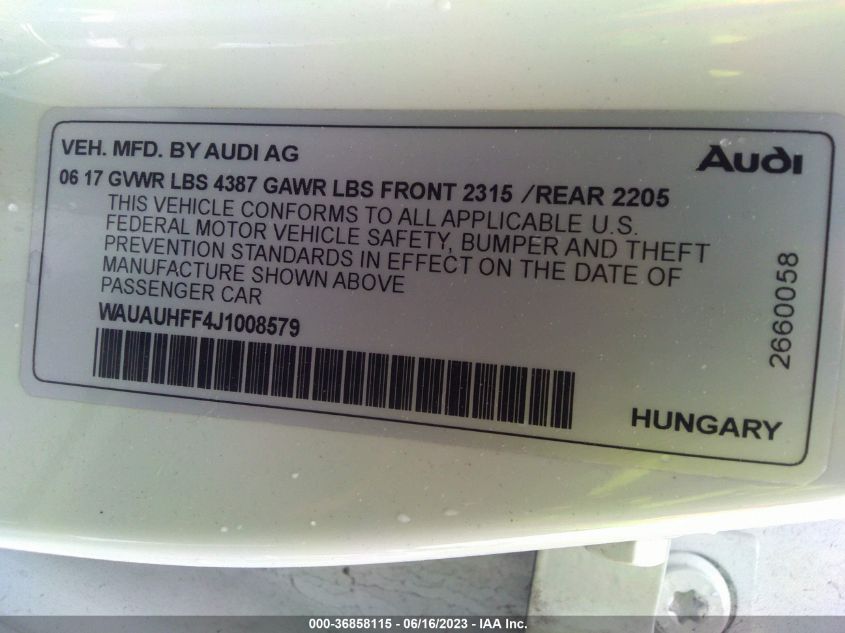 VEH. MFD. BY AUDI AG
Audi
06 17 GVWR LBS 4387 GAWR LBS FRONT 2315 /REAR 2205
THIS VEHICLE CONFORMS TO ALL APPLICABLE U.S.
FEDERAL MOTOR VEHICLE SAFETY, BUMPER AND THEFT
PREVENTION STANDARDS IN EFFECT ON THE DATE OF
MANUFACTURE SHOWN ABOVE
PASSENGER CAR
WAUAUHFF4J1008579
2660058
HUNGARY
000-36858115 - 06/16/2023 - IAA Inc.